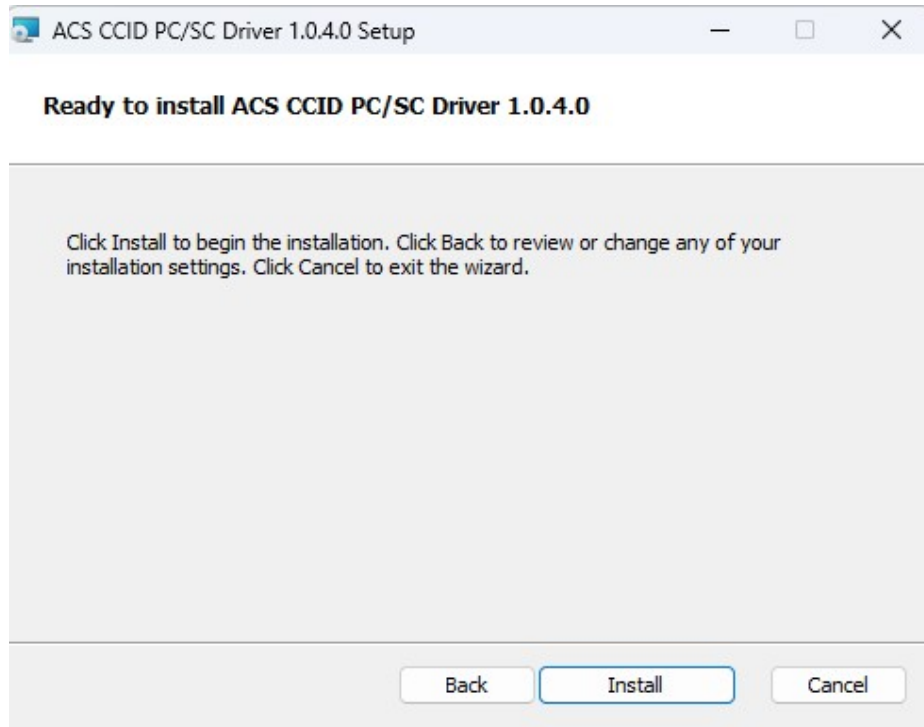 ACS CCID PC/SC Driver 1.0.4.0 Setup
Ready to install ACS CCID PC/SC Driver 1.0.4.0
Click Install to begin the installation. Click Back to review or change any of your
installation settings. Click Cancel to exit the wizard.
Back Install Cancel